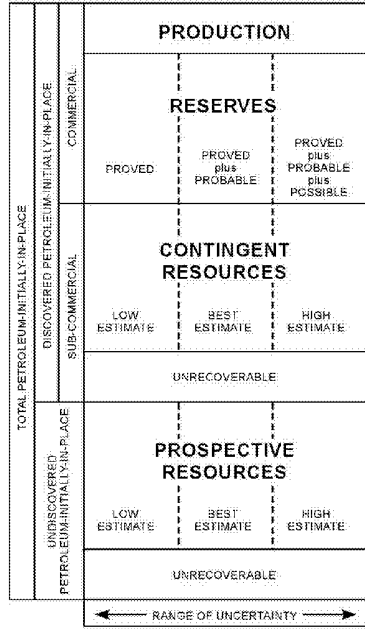 TOTAL PETROLEUM-INITIALLY-IN-PLACE
DISCOVERED PETROLEUM-INITIALLY-IN-PLACE
COMMERCIAL
PRODUCTION
RESERVES
PROVED
PROVED
plus
PROBABLE
PROVED
plus
PROBABLE
plus
POSSIBLE
SUB-COMMERCIAL
CONTINGENT
RESOURCES
LOW
ESTIMATE
BEST
ESTIMATE
HIGH
ESTIMATE
UNRECOVERABLE
UNDISCOVERED
PETROLEUM-INITIALLY-IN-PLACE
PROSPECTIVE
RESOURCES
LOW
ESTIMATE
BEST
ESTIMATE
HIGH
ESTIMATE
UNRECOVERABLE
RANGE OF UNCERTAINTY